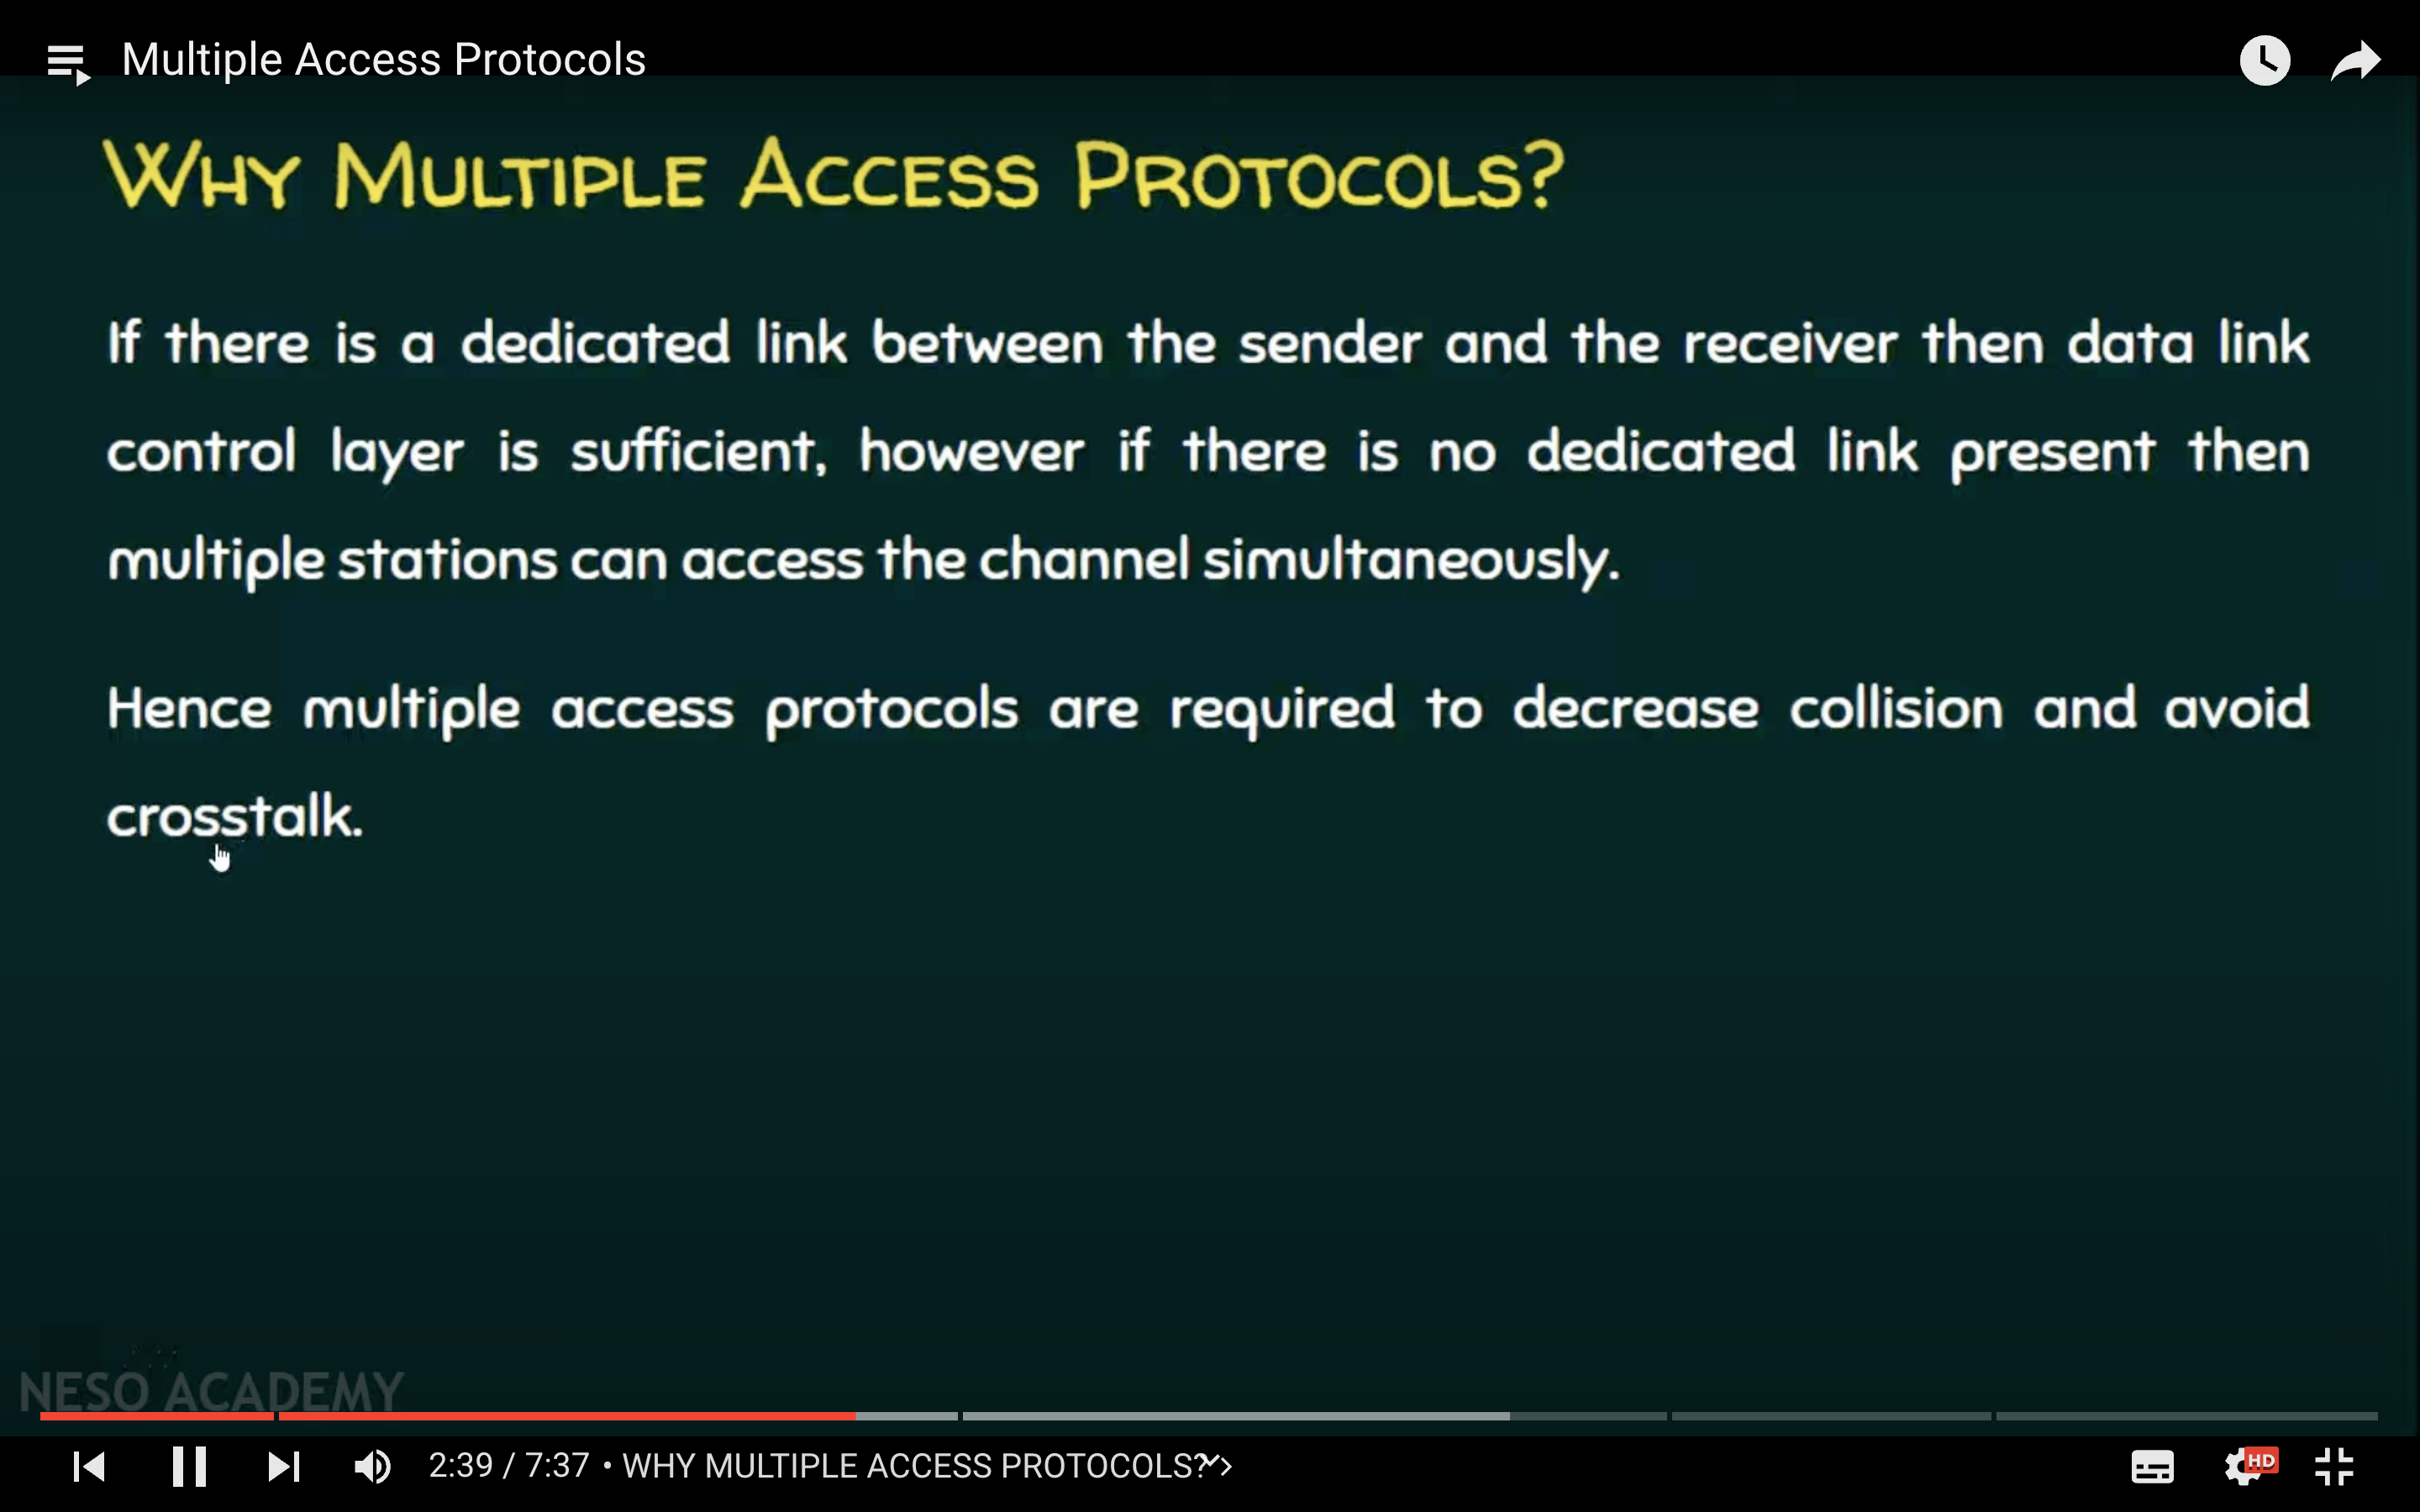 Multiple Access Protocols
WHY MULTIPLE ACCESS PROTOCOLS?
If there is a dedicated link between the sender and the receiver then data link
control layer is sufficient, however if there is no dedicated link present then
multiple stations can access the channel simultaneously.
Hence multiple access protocols are required to decrease collision and avoid
crosstalk.
NESO ACADEMY
2:39 / 7:37 • WHY MULTIPLE ACCESS PROTOCOLS?
HD